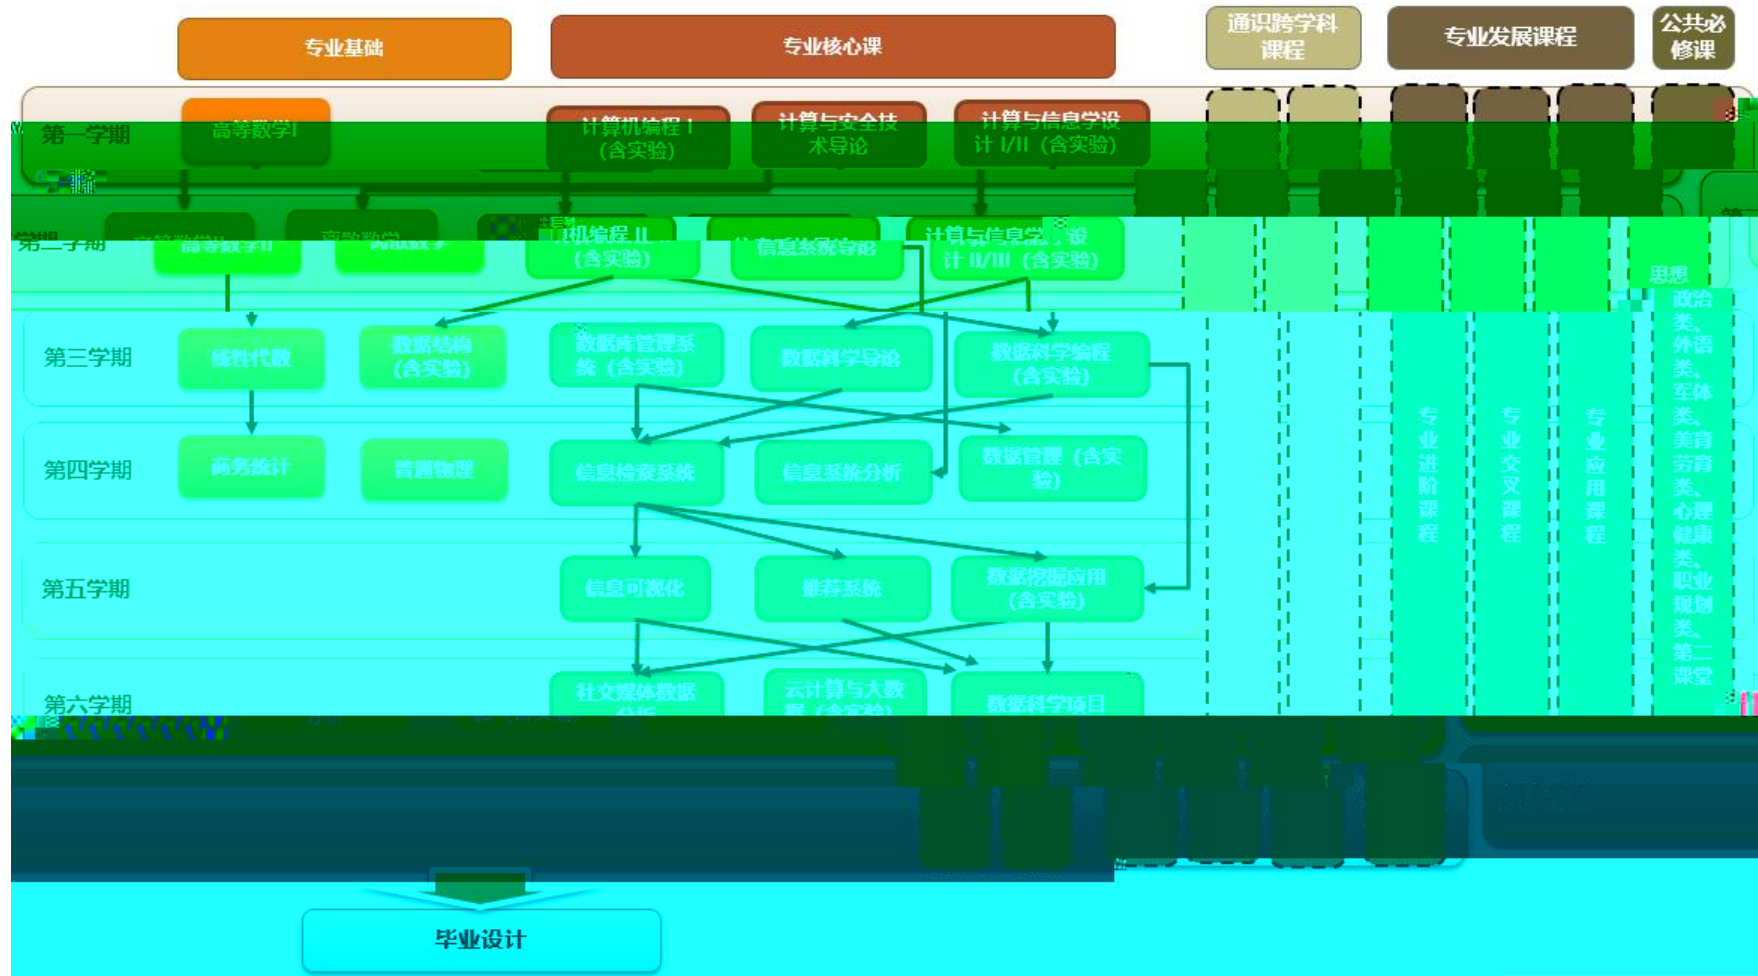 专业基础
专业核心课
通识跨学科
课程
专业发展课程
公共必
修课
第一学期
高等数学I
计算机编程 I
(含实验)
计算与安全技
术导论
计算与信息学设
计 I/II（含实验)
第二学期
高等数学II
离散数学
机编程 II
(含实验)
信息系统导论
计算与信息学设
计 II/III（含实验)
第三学期
线性代数
数据结构
(含实验)
数据库管理系
统（含实验)
数据科学导论
数据科学编程
(含实验)
第四学期
商务统计
普通物理
信息检索系统
信息系统分析
数据管理（含实
验)
第五学期
信息可视化
推荐系统
数据挖掘应用
(含实验)
第六学期
社交媒体数据
分析
云计算与大数
据（含实验)
数据科学项目
专业进阶课程
专业交叉课程
专业应用课程
思想
政治
类、
外语
类、
军体
类、
美育
劳育
类、
心理
健康
类、
职业
规划
类、
第二
课堂
毕业设计